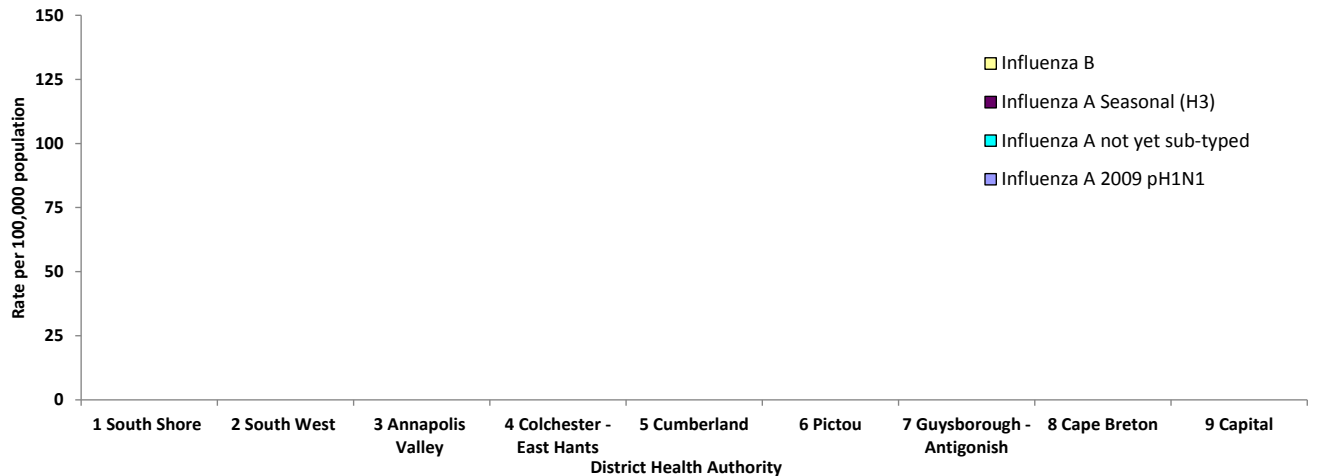 150
125
100
75
50
25
0
Rate per 100,000 population
Influenza B
Influenza A Seasonal (H3)
Influenza A not yet sub-typed
Influenza A 2009 pH1N1
1 South Shore
2 South West
3 Annapolis
Valley
4 Colchester -
East Hants
5 Cumberland
6 Pictou
7 Guysborough -
Antigonish
8 Cape Breton
9 Capital
District Health Authority